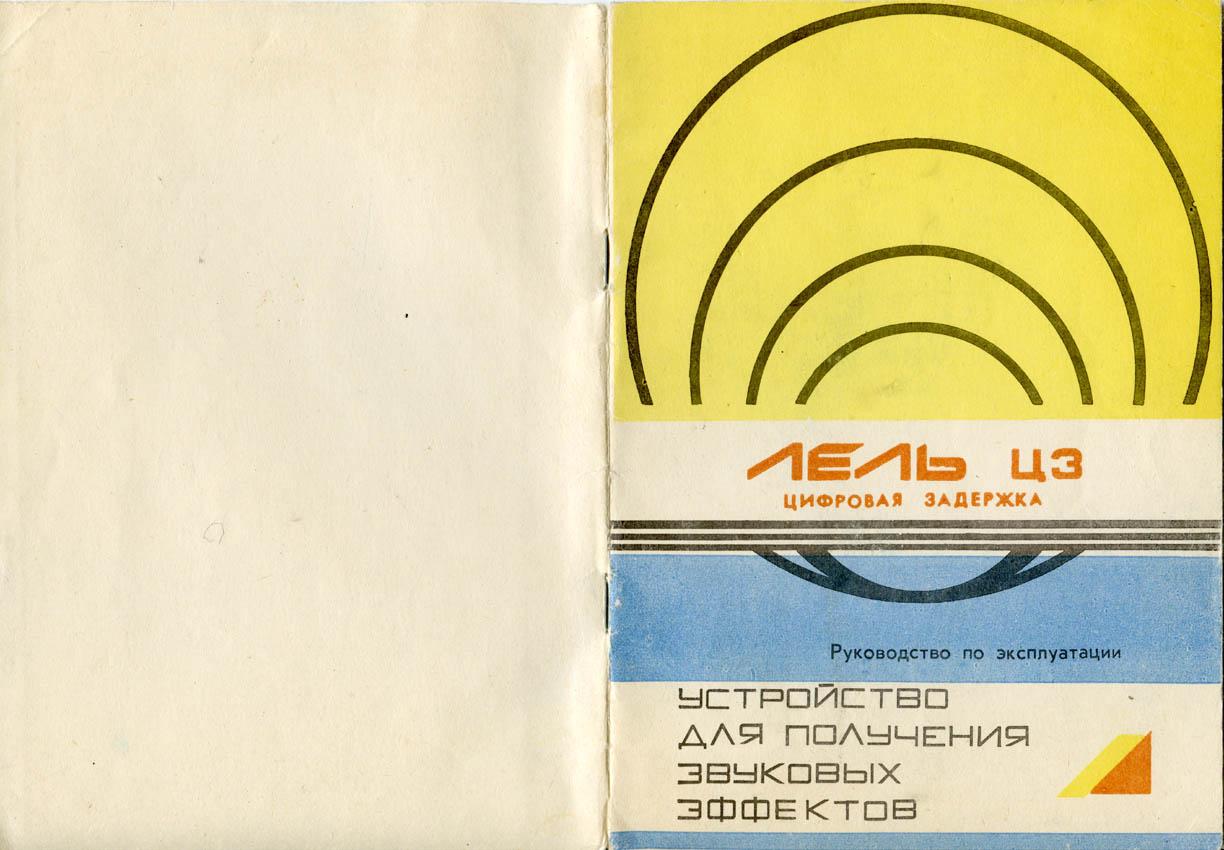 ЛЕЛЬ ЦЗ
ЦИФРОВАЯ ЗАДЕРЖКА
Руководство по эксплуатации
УСТРОЙСТВО
ДЛЯ ПОЛУЧЕНИЯ
ЗВУКОВЫХ
ЭФФЕКТОВ